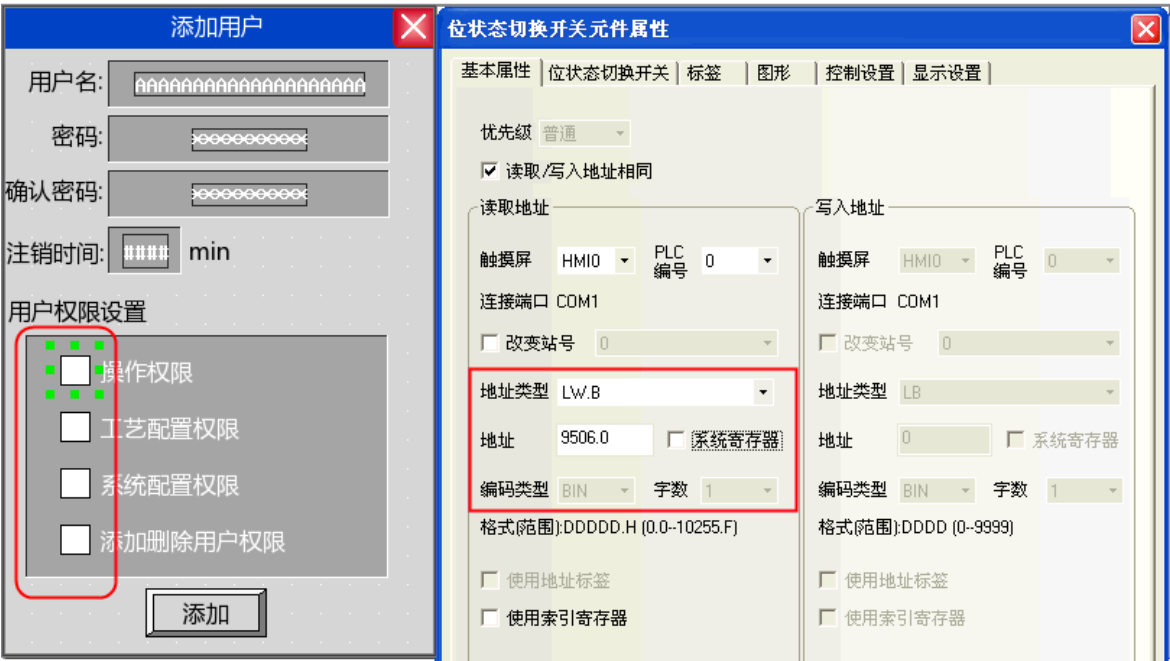 添加用户
用户名: AAAAAAAAAAAAAAAAAAAA
密码: **********
确认密码: **********
注销时间: #### min
用户权限设置
操作权限
工艺配置权限
系统配置权限
添加删除用户权限
添加
位状态切换开关元件属性
基本属性 位状态切换开关 标签 图形 控制设置 显示设置
优先级 普通
读取/写入地址相同
读取地址
触摸屏 HMI0 PLC编号 0
连接端口 COM1
改变站号 0
地址类型 LW.B
地址 9506.0 系统寄存器
编码类型 BIN 字数 1
格式(范围):DDDDD.H (0.0--10255.F)
使用地址标签
使用索引寄存器
写入地址
触摸屏 HMI0 PLC编号 0
连接端口 COM1
改变站号 0
地址类型 LB
地址 0 系统寄存器
编码类型 BIN 字数 1
格式(范围):DDDD (0--9999)
使用地址标签
使用索引寄存器